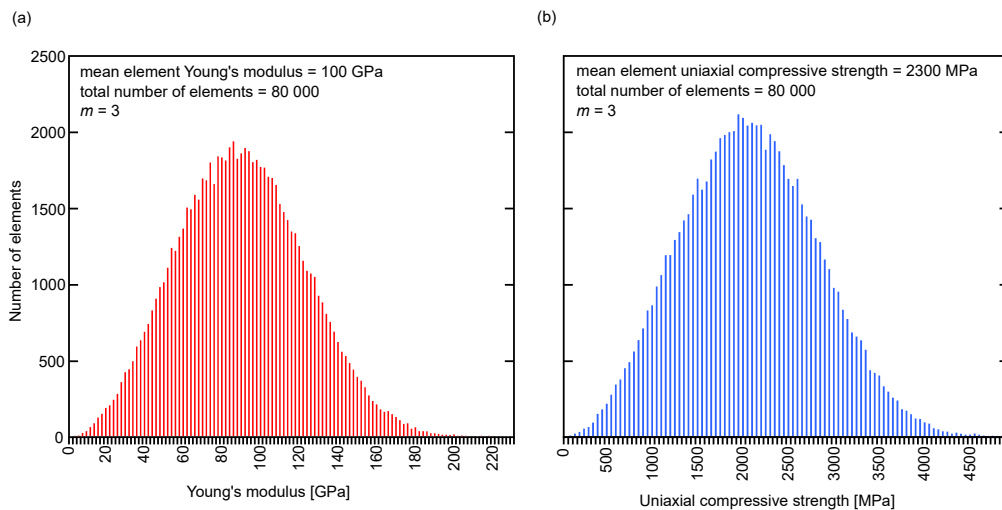 (a)
(b)
mean element Young's modulus = 100 GPa
total number of elements = 80 000
m = 3
mean element uniaxial compressive strength = 2300 MPa
total number of elements = 80 000
m = 3
Number of elements
2500
2000
1500
1000
500
0
0 20 40 60 80 100 120 140 160 180 200 220
Young's modulus [GPa]
0 500 1000 1500 2000 2500 3000 3500 4000 4500
Uniaxial compressive strength [MPa]